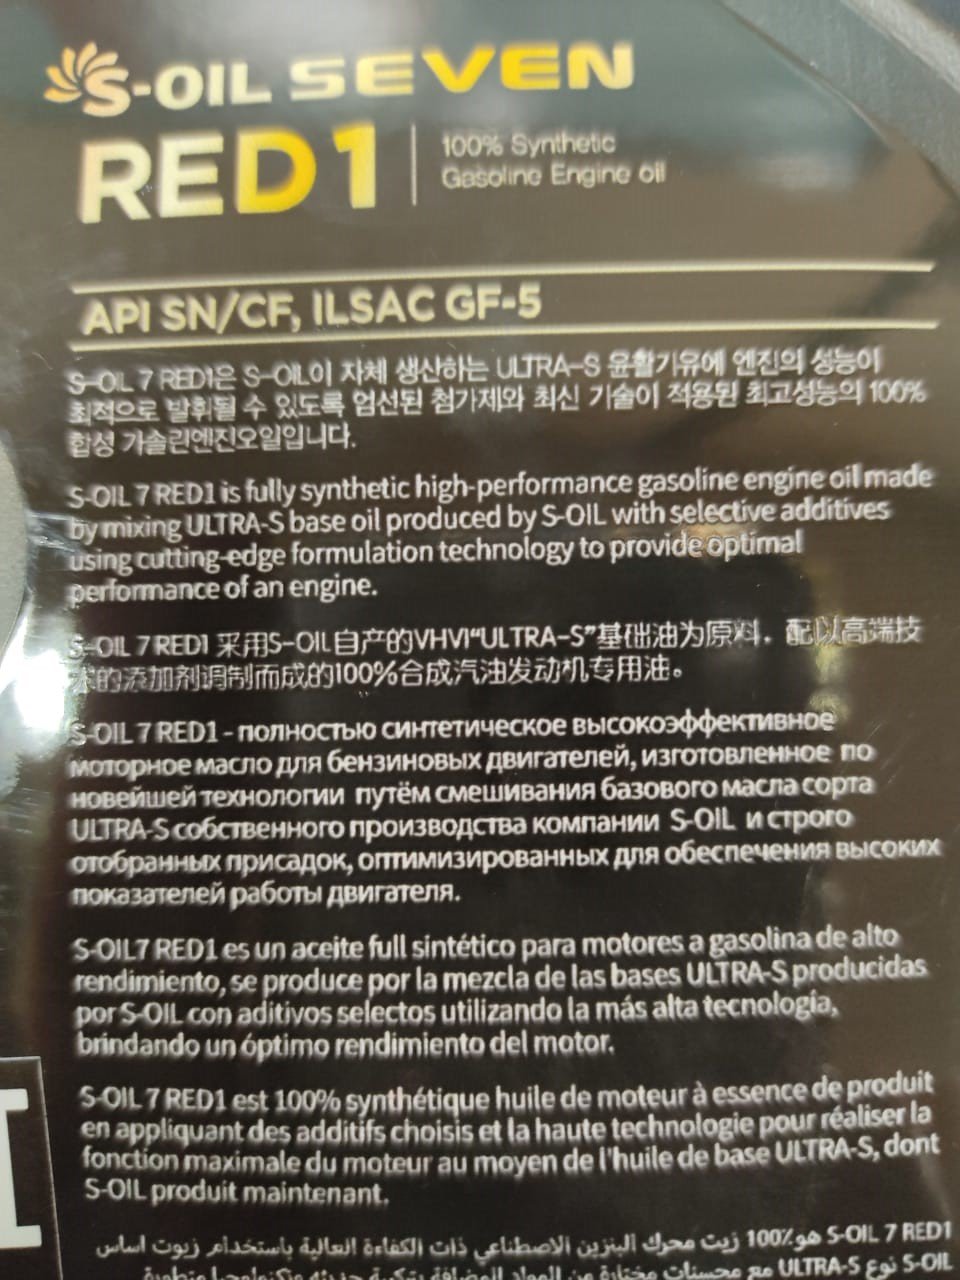 S-OIL SEVEN
RED1
100% Synthetic
Gasoline Engine oil
API SN/CF, ILSAC GF-5
S-OIL 7 RED1은 S-OIL이 자체 생산하는 ULTRA-S 윤활기유에 엔진의 성능이
최적으로 발휘될 수 있도록 엄선된 첨가제와 최신 기술이 적용된 최고성능의 100%
합성 가솔린엔진오일입니다.
S-OIL 7 RED1 is fully synthetic high-performance gasoline engine oil made
by mixing ULTRA-S base oil produced by S-OIL with selective additives
using cutting-edge formulation technology to provide optimal
performance of an engine.
S-OIL 7 RED1 采用S-OIL自产的VHVI“ULTRA-S”基础油为原料，配以高端技
术的添加剂调制而成的100%合成汽油发动机专用油。
S-OIL 7 RED1 - полностью синтетическое высокоэффективное
моторное масло для бензиновых двигателей, изготовленное по
новейшей технологии путём смешивания базового масла сорта
ULTRA-S собственного производства компании S-OIL и строго
отобранных присадок, оптимизированных для обеспечения высоких
показателей работы двигателя.
S-OIL7 RED1 es un aceite full sintético para motores a gasolina de alto
rendimiento, se produce por la mezcla de las bases ULTRA-S producidas
por S-OIL con aditivos selectos utilizando la más alta tecnología,
brindando un óptimo rendimiento del motor.
S-OIL 7 RED1 est 100% synthétique huile de moteur à essence de produit
en appliquant des additifs choisis et la haute technologie pour réaliser la
fonction maximale du moteur au moyen de l'huile de base ULTRA-S, dont
S-OIL produit maintenant.
S-OIL 7 RED1 هو 100% زيت محرك البنزين الاصطناعي ذات الكفاءة العالية باستخدام زيوت اساس
S-OIL نوع ULTRA-S مع محسنات مختارة من المواد المضافة